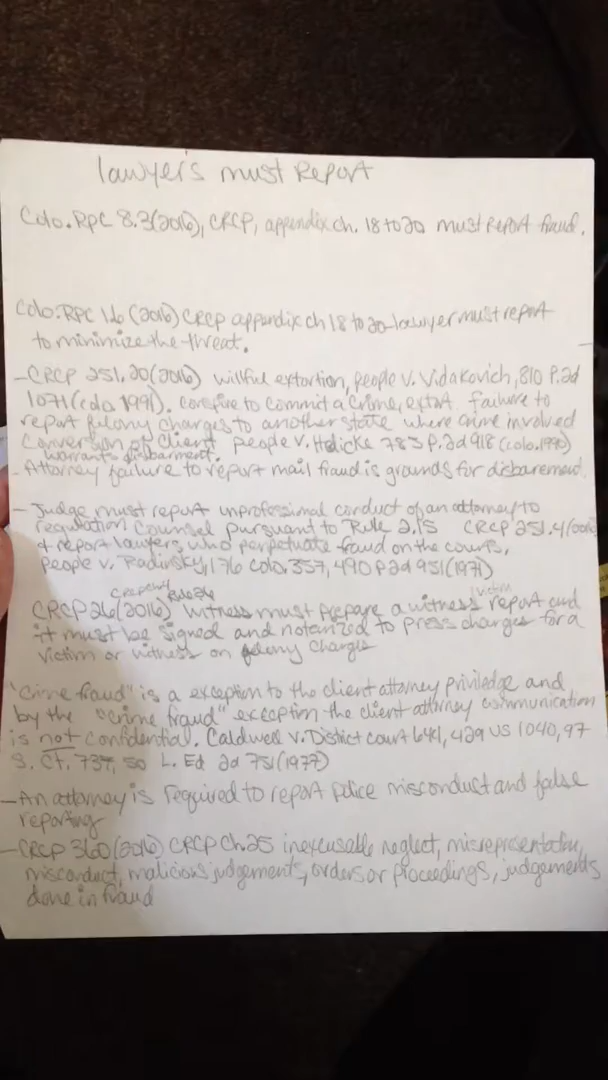 lawyers must Report
Colo. RPC 8.3(2016), CRCP, appendix ch. 18 to 20 must report fraud.
Colo. RPC 1.6 (2016) CRCP appendix ch 18 to 20 - lawyer must report
to minimize the threat.
- CRCP 251.20(2016) willful extortion, people v. Vidakovich, 810 P.2d
1071 (colo 1991). conspire to commit a crime, extort. failure to
report felony charges to another state where crime involved
conversion of client people v. Hedicke 783 P.2d 918 (colo. 1990)
warrants disbarment.
- Attorney failure to report mail fraud is grounds for disbarement.
- Judge must report unprofessional conduct of an attorney to
regulation counsel pursuant to Rule 2.15 CRCP 251.4/(2016)
& report lawyers who perpetuate fraud on the courts,
people v. Radinsky, 176 colo. 357, 490 P.2d 951 (1971)
Rule 26 victim
CRCP 26 (2016) witness must prepare a witness report and
it must be signed and notarized to press charges for a
victim or witness on felony charges
"Crime fraud" is a exception to the client attorney priviledge and
by the "crime fraud" exception the client attorney communication
is not confidential. Caldwell v. District court 641, 429 US 1040, 97
S. Ct. 737, 50 L. Ed 2d 751 (1977)
- An attorney is required to report police misconduct and false
reporting
- CRCP 360 (2016) CRCP Ch. 25 inexcusable neglect, misrepresentation,
misconduct, malicious judgements, orders or proceedings, judgements
done in fraud